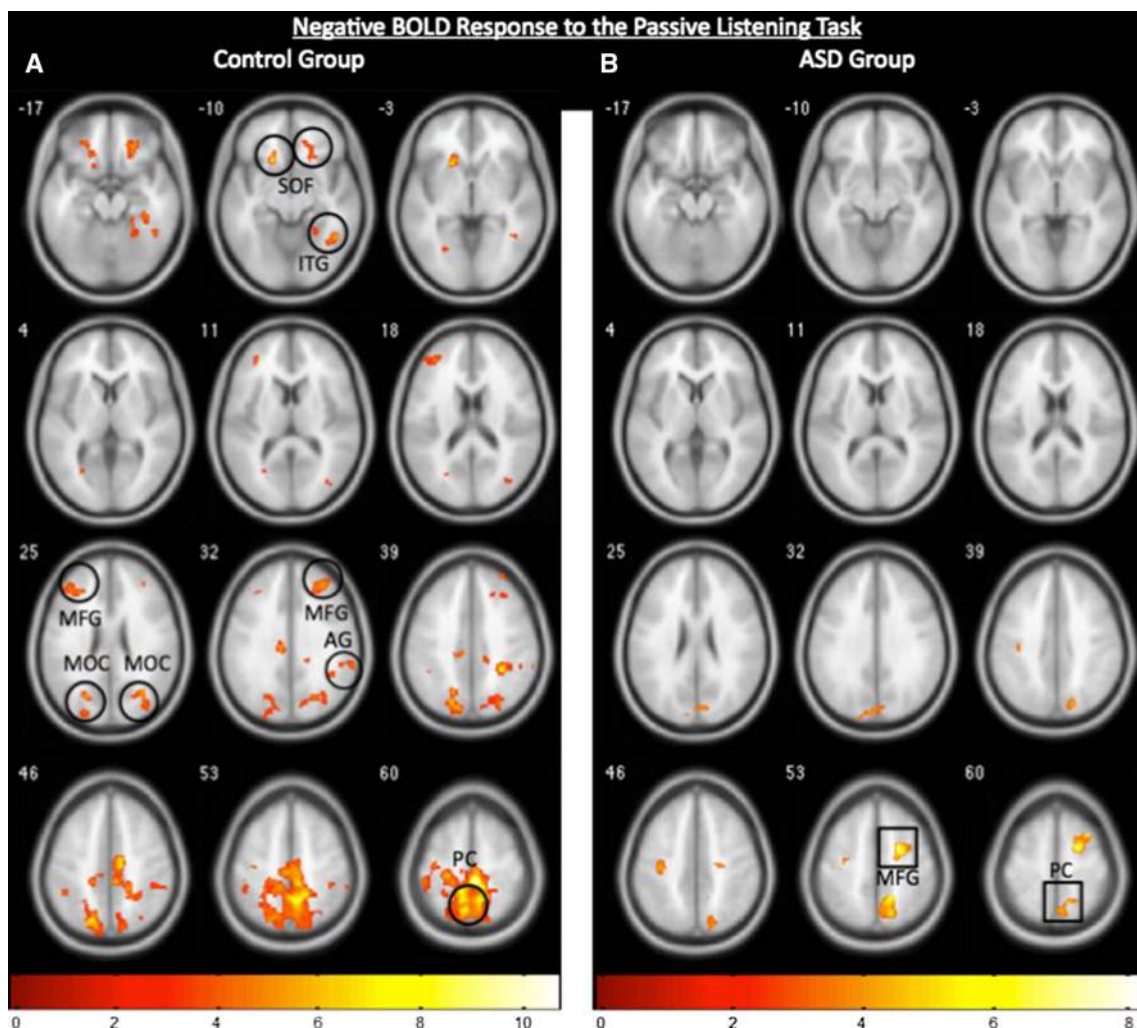 Negative BOLD Response to the Passive Listening Task
A Control Group
-17 -10 -3
SOF
ITG
4 11 18
25 32 39
MFG MFG
AG
MOC MOC
46 53 60
PC
0 2 4 6 8 10
B ASD Group
-17 -10 -3
4 11 18
25 32 39
46 53 60
MFG PC
0 2 4 6 8